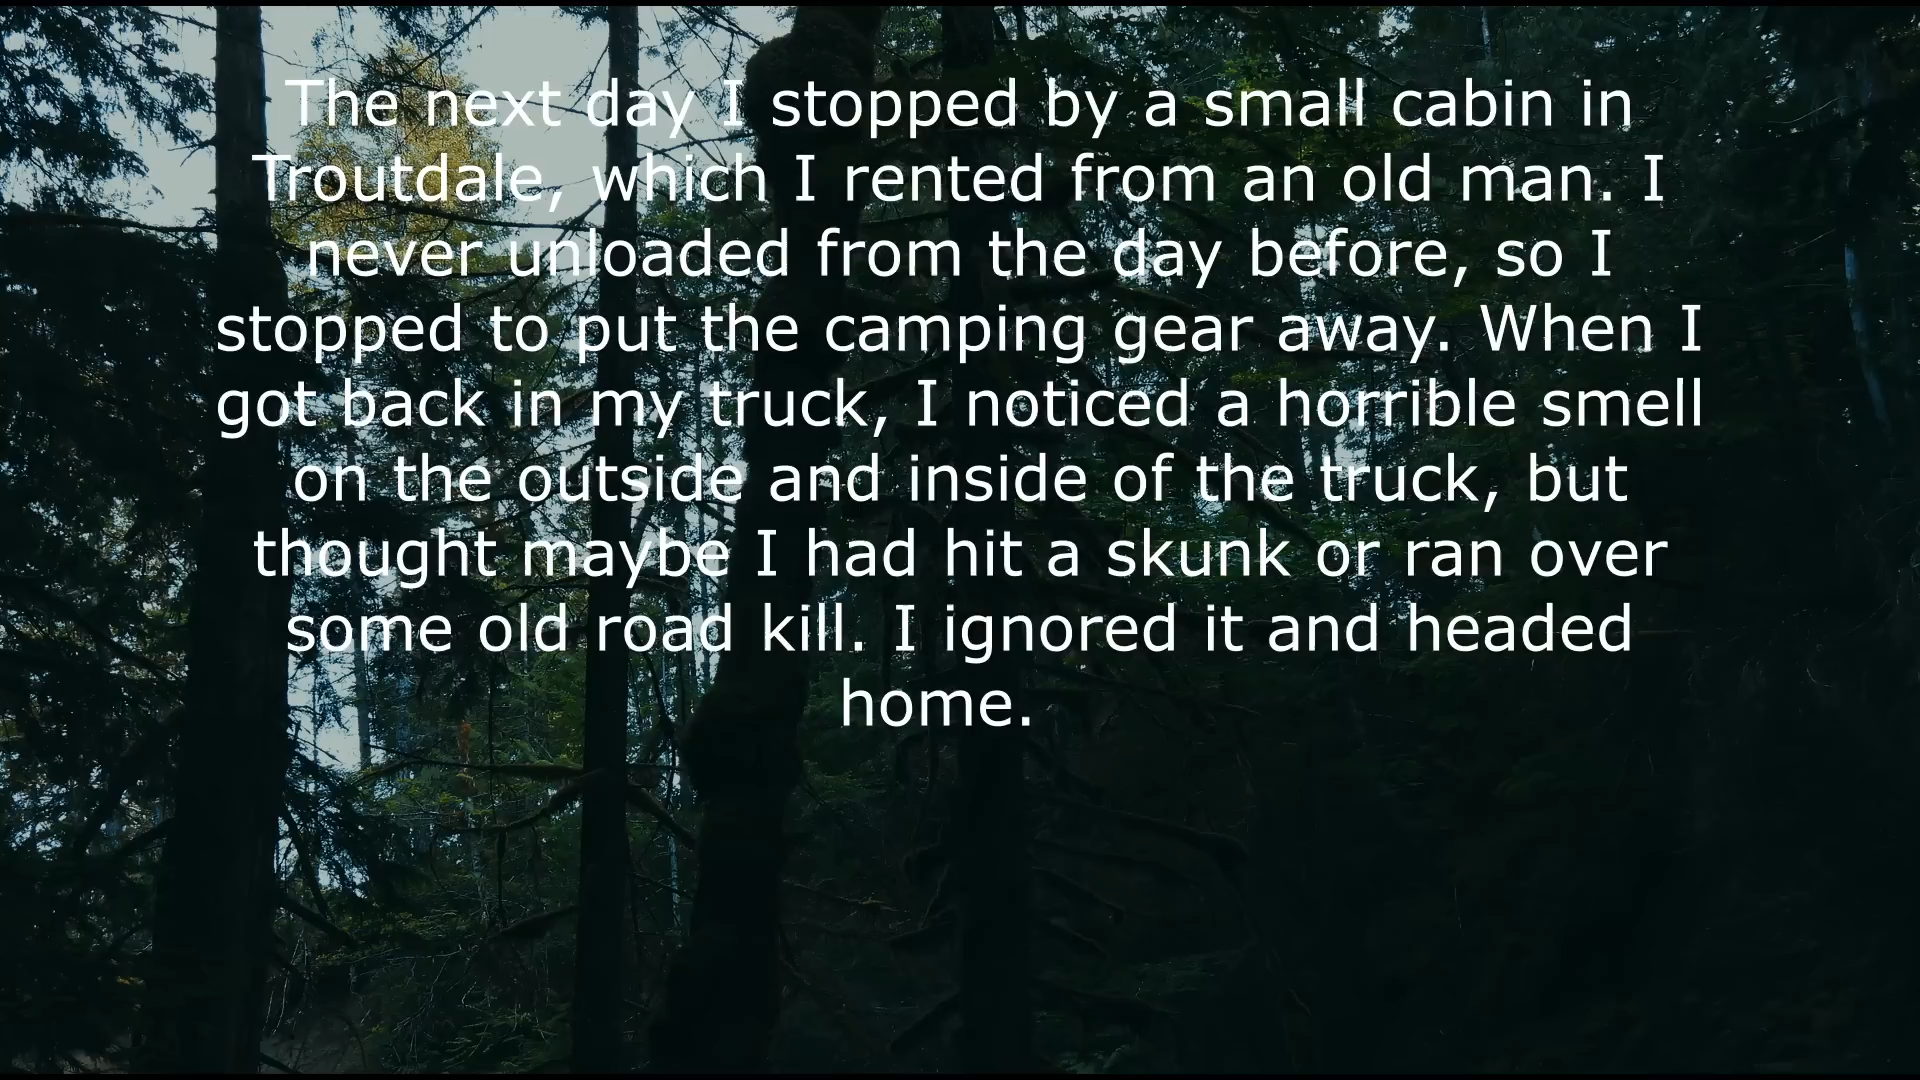 The next day I stopped by a small cabin in
Troutdale, which I rented from an old man. I
never unloaded from the day before, so I
stopped to put the camping gear away. When I
got back in my truck, I noticed a horrible smell
on the outside and inside of the truck, but
thought maybe I had hit a skunk or ran over
some old road kill. I ignored it and headed
home.